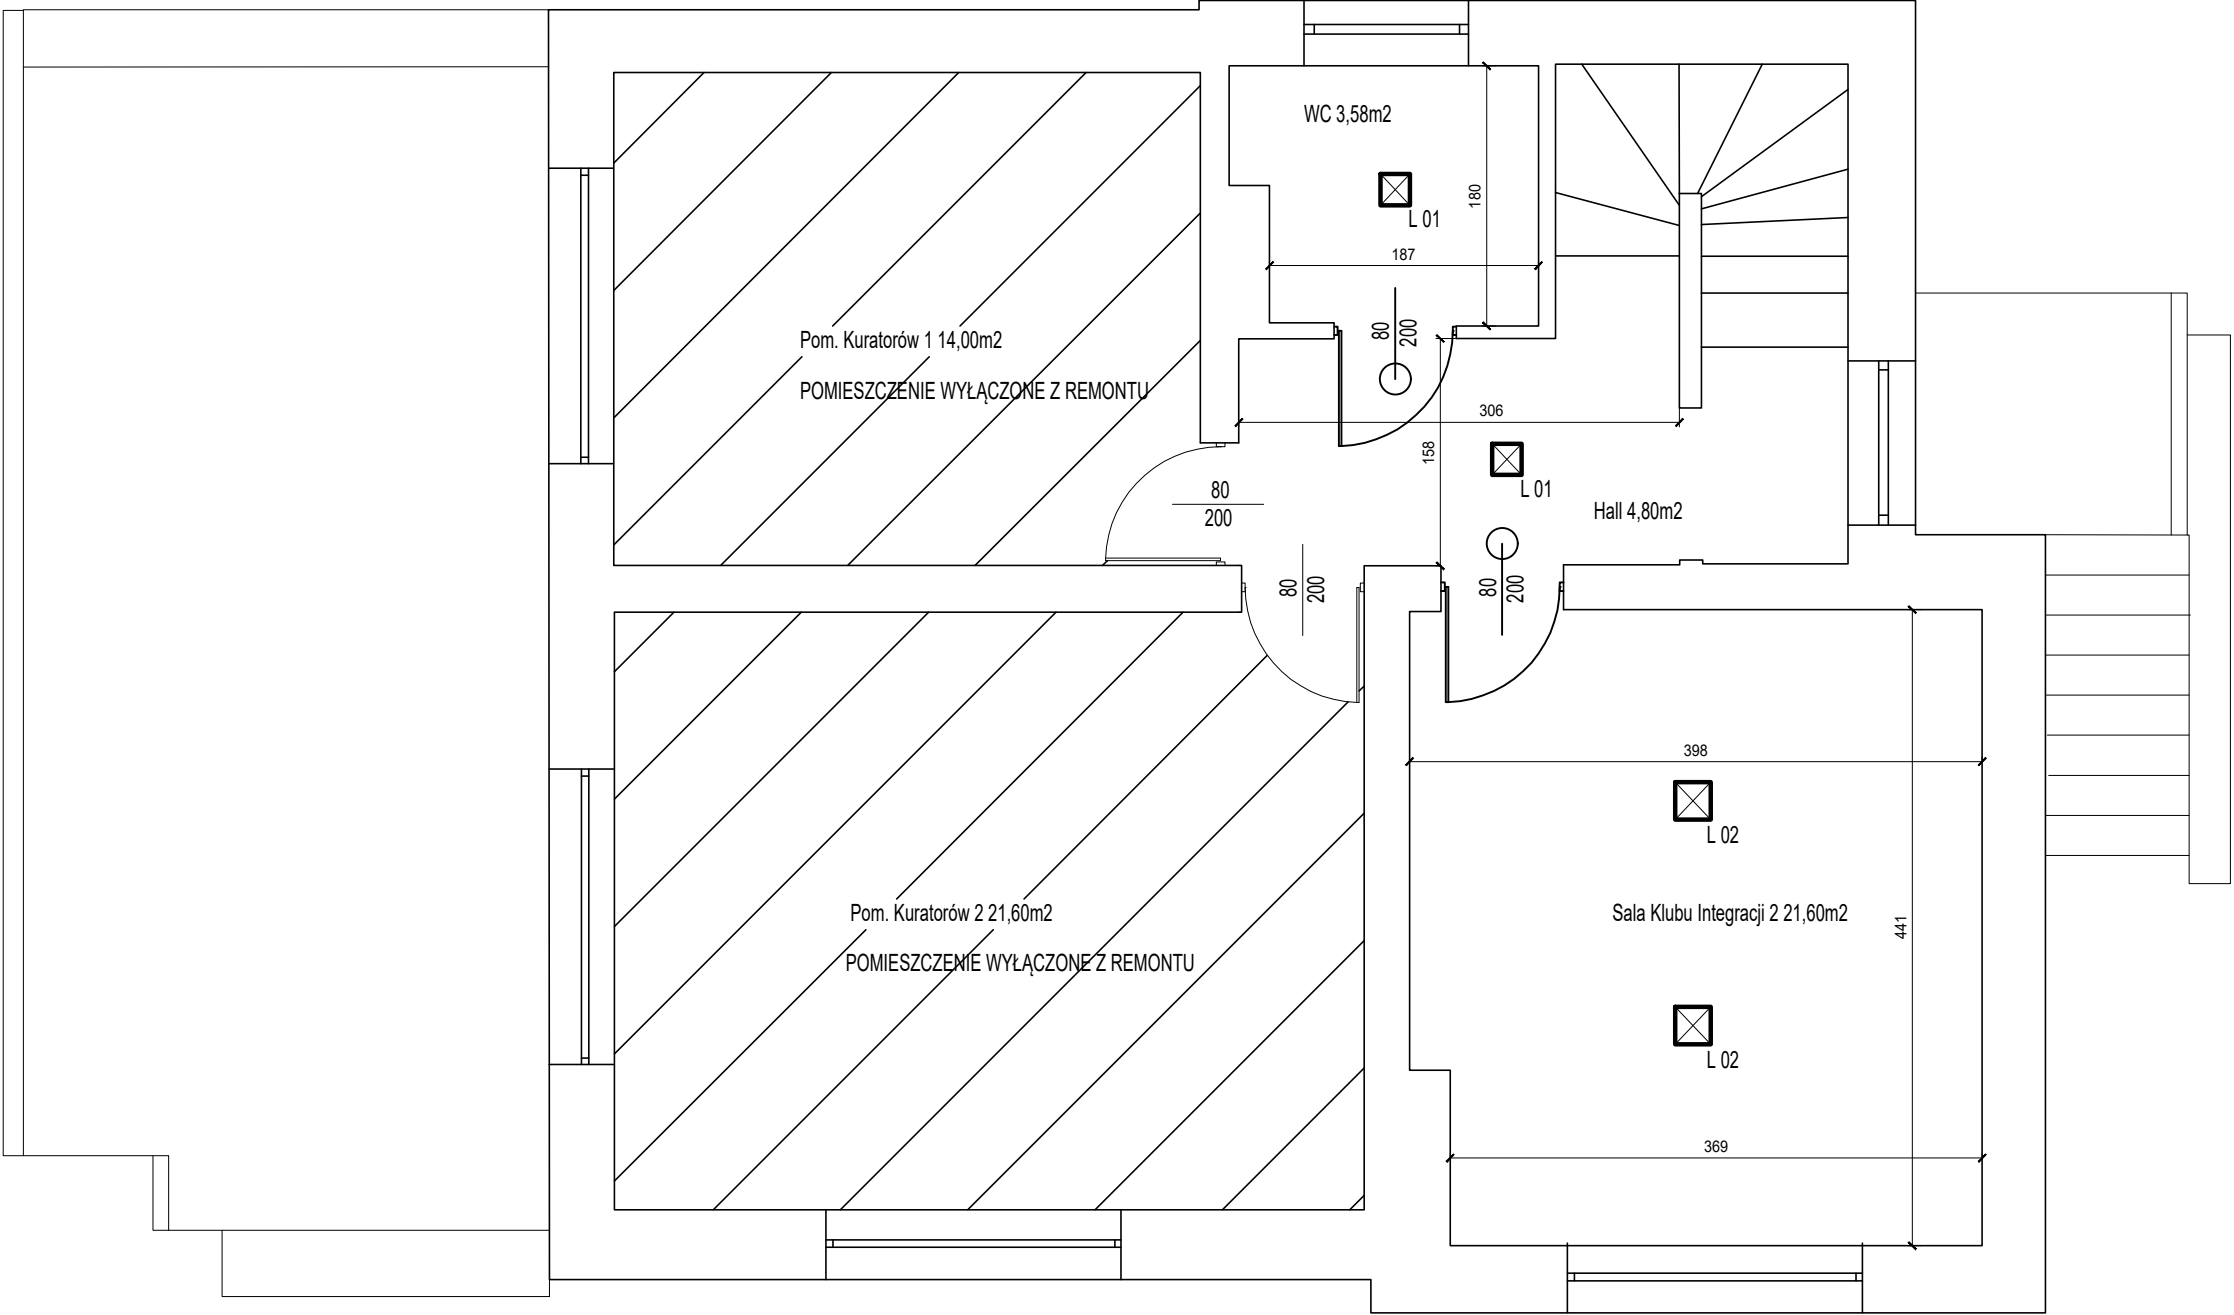 WC 3,58m2
L 01
180
187
80
200
Pom. Kuratorów 1 14,00m2
POMIESZCZENIE WYŁĄCZONE Z REMONTU
306
158
L 01
80
200
Hall 4,80m2
80
200
80
200
398
L 02
Pom. Kuratorów 2 21,60m2
POMIESZCZENIE WYŁĄCZONE Z REMONTU
Sala Klubu Integracji 2 21,60m2
441
L 02
369